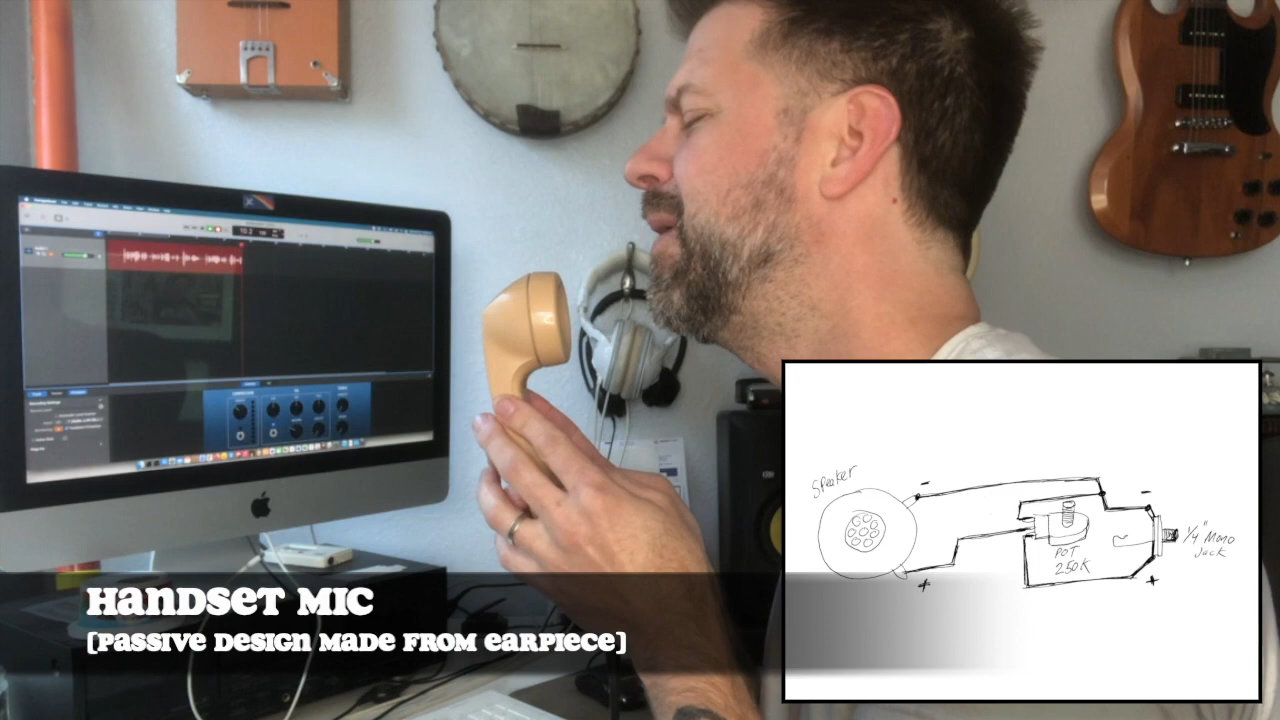 Speaker
-
-
1/4" Mono
Jack
POT
250K
+
+
Handset Mic
[Passive Design Made From Earpiece]